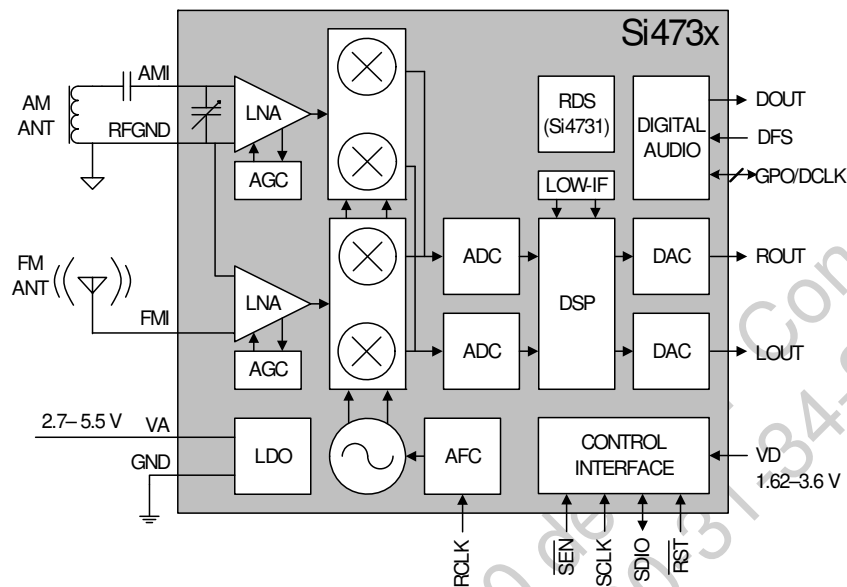 Si473x
AM
ANT
AMI
RFGND
LNA
AGC
RDS
(Si4731)
DIGITAL
AUDIO
DOUT
DFS
GPO/DCLK
LOW-IF
FM
ANT
FMI
LNA
AGC
ADC
ADC
DSP
DAC
DAC
ROUT
LOUT
2.7–5.5 V
VA
GND
LDO
AFC
CONTROL
INTERFACE
VD
1.62–3.6 V
RCLK
SEN
SCLK
SDIO
RST